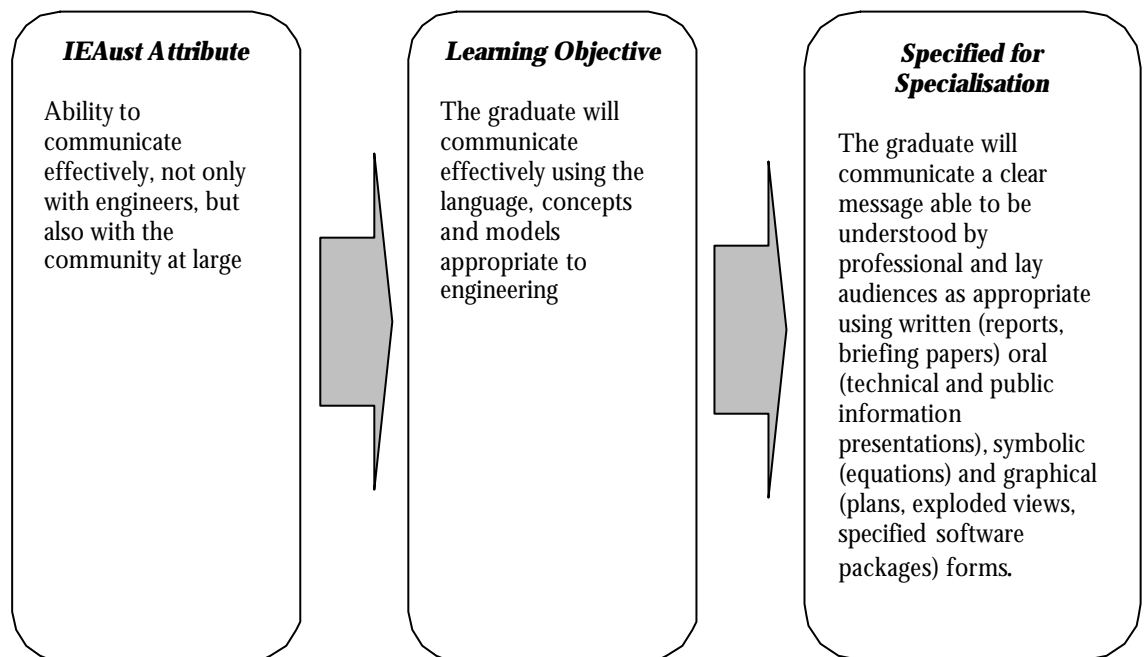 IEAust Attribute
Ability to
communicate
effectively, not only
with engineers, but
also with the
community at large
Learning Objective
The graduate will
communicate
effectively using the
language, concepts
and models
appropriate to
engineering
Specified for
Specialisation
The graduate will
communicate a clear
message able to be
understood by
professional and lay
audiences as appropriate
using written (reports,
briefing papers) oral
(technical and public
information
presentations), symbolic
(equations) and graphical
(plans, exploded views,
specified software
packages) forms.